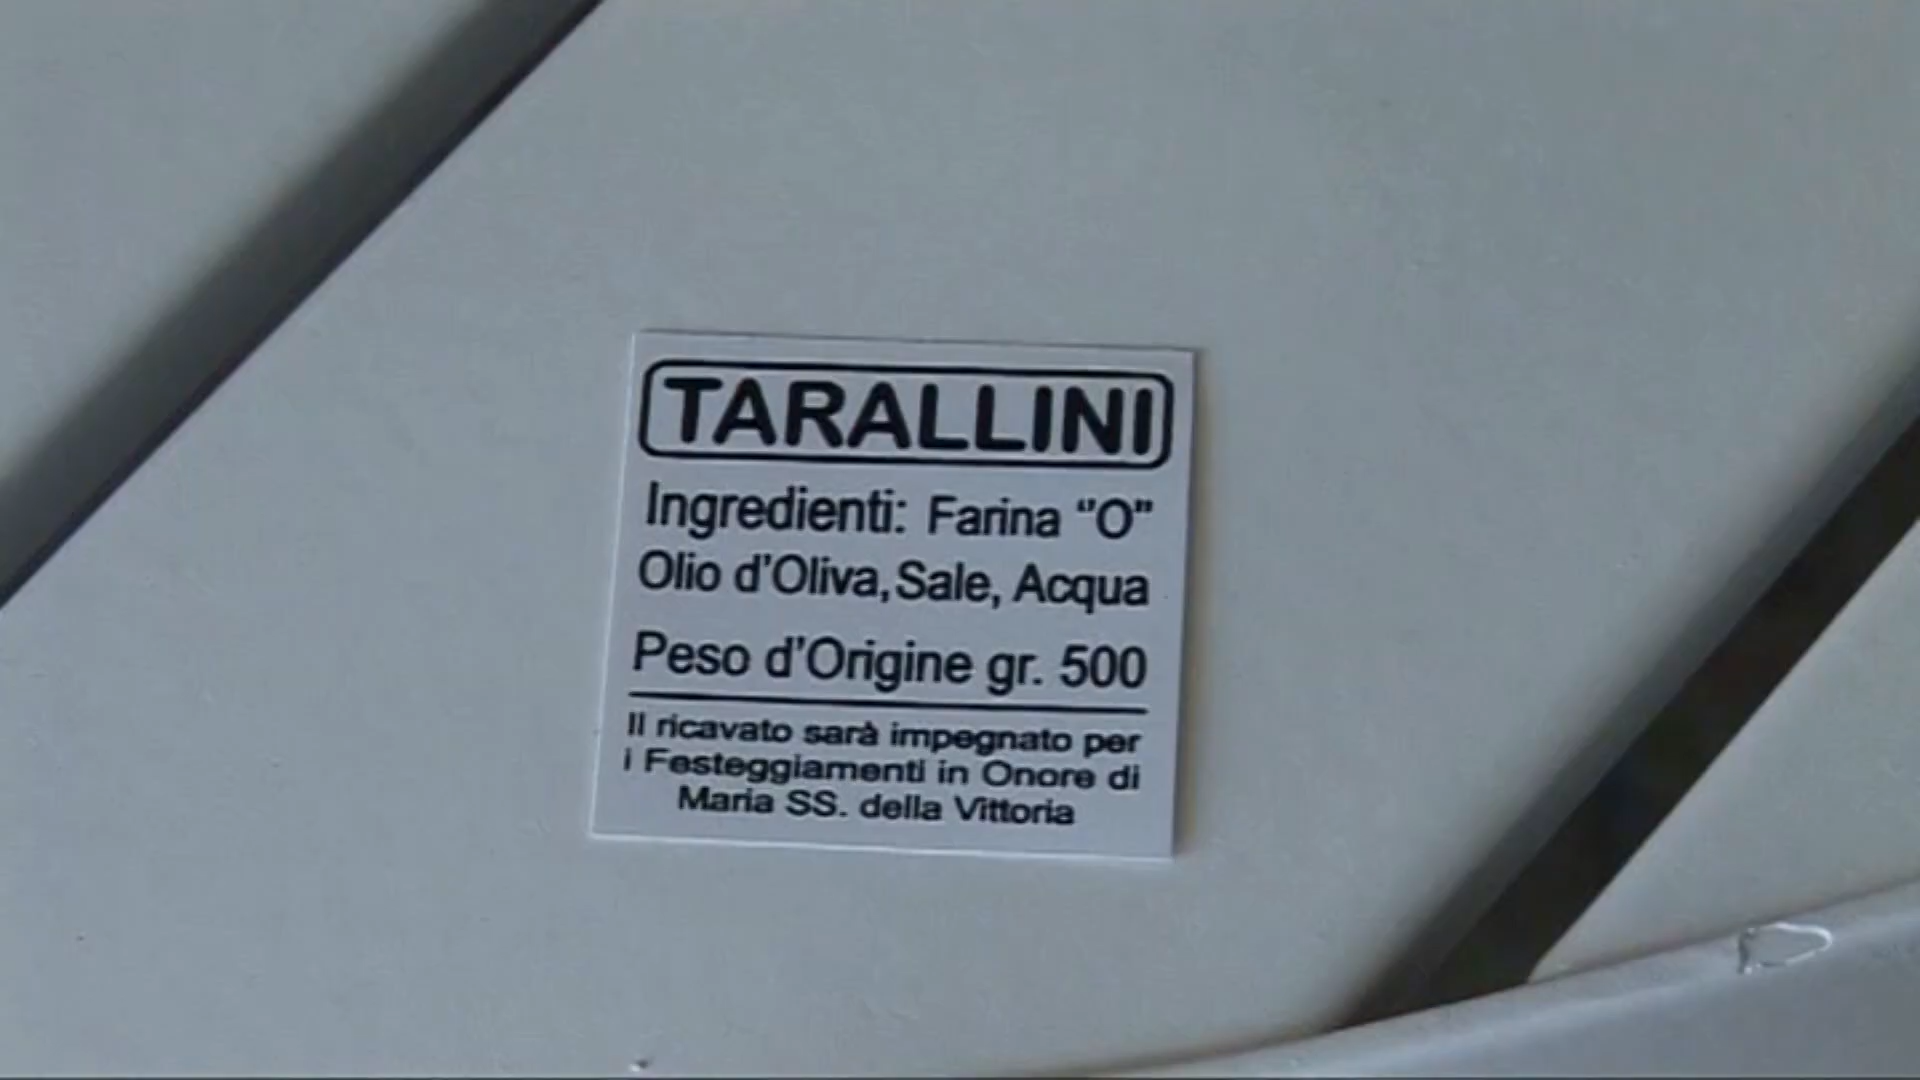 TARALLINI
Ingredienti: Farina “O”
Olio d'Oliva, Sale, Acqua
Peso d'Origine gr. 500
Il ricavato sarà impegnato per
i Festeggiamenti in Onore di
Maria SS. della Vittoria